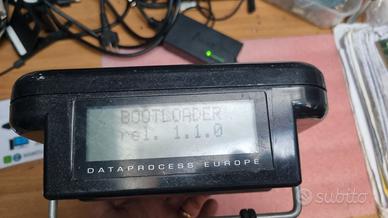 BOOTLOADER
rel. 1.1.0
DATAPROCESS EUROPE
subito